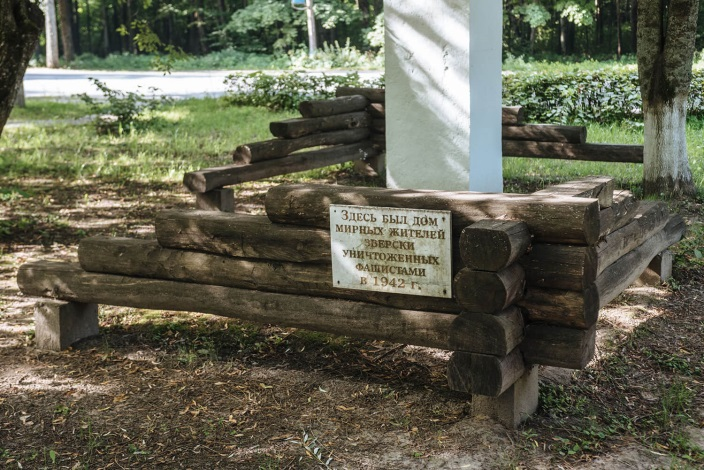 Здесь был дом
мирных жителей
зверски
уничтоженных
фашистами
в 1942 г.